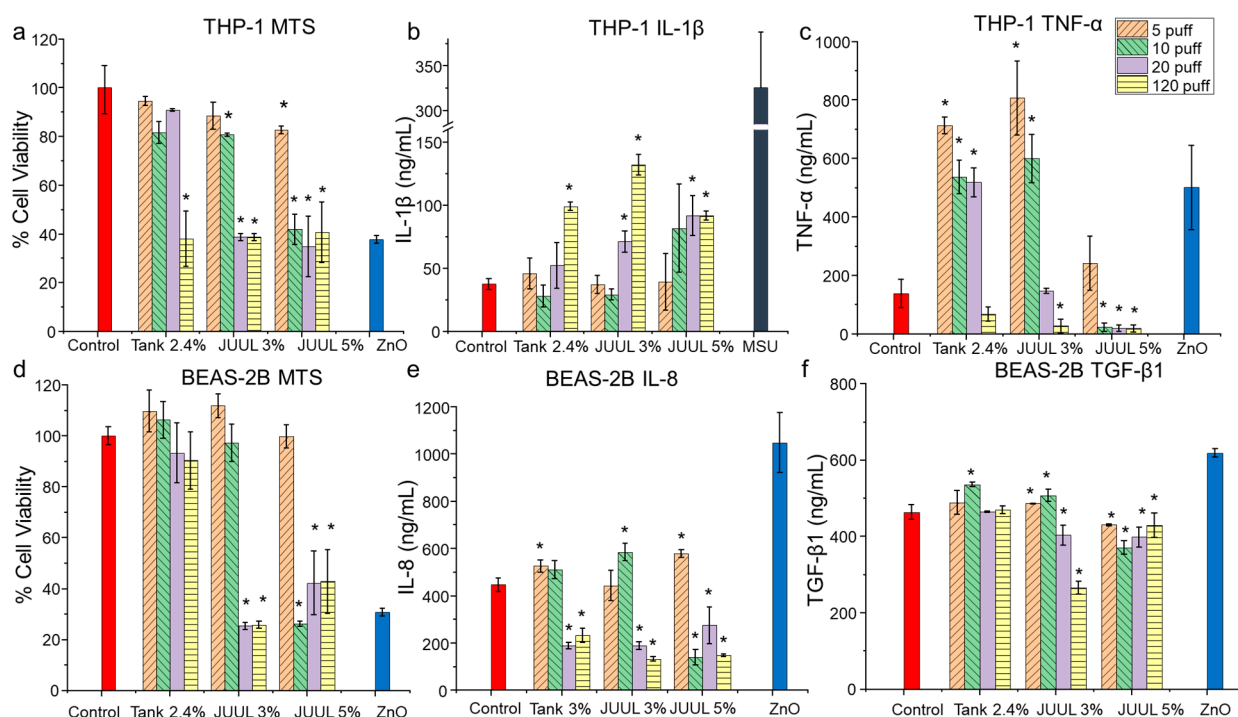 a
THP-1 MTS
120
100
80
60
40
20
0
% Cell Viability
*
*
*
*
*
*
*
*
Control
Tank 2.4%
JUUL 3%
JUUL 5%
ZnO
b
THP-1 IL-1β
350
300
150
100
50
0
IL-1β (ng/mL)
*
*
*
*
*
Control
Tank 2.4%
JUUL 3%
JUUL 5%
MSU
c
THP-1 TNF-α
5 puff
10 puff
20 puff
120 puff
1000
800
600
400
200
0
TNF-α (ng/mL)
*
*
*
*
*
*
*
*
*
Control
Tank 2.4%
JUUL 3%
JUUL 5%
ZnO
d
BEAS-2B MTS
120
100
80
60
40
20
0
% Cell Viability
*
*
*
*
*
Control
Tank 2.4%
JUUL 3%
JUUL 5%
ZnO
e
BEAS-2B IL-8
1200
1000
800
600
400
200
0
IL-8 (ng/mL)
*
*
*
*
*
*
*
*
*
*
Control
Tank 3%
JUUL 3%
JUUL 5%
ZnO
f
BEAS-2B TGF-β1
800
600
400
200
0
TGF-β1 (ng/mL)
*
*
*
*
*
*
*
*
*
Control
Tank 2.4%
JUUL 3%
JUUL 5%
ZnO